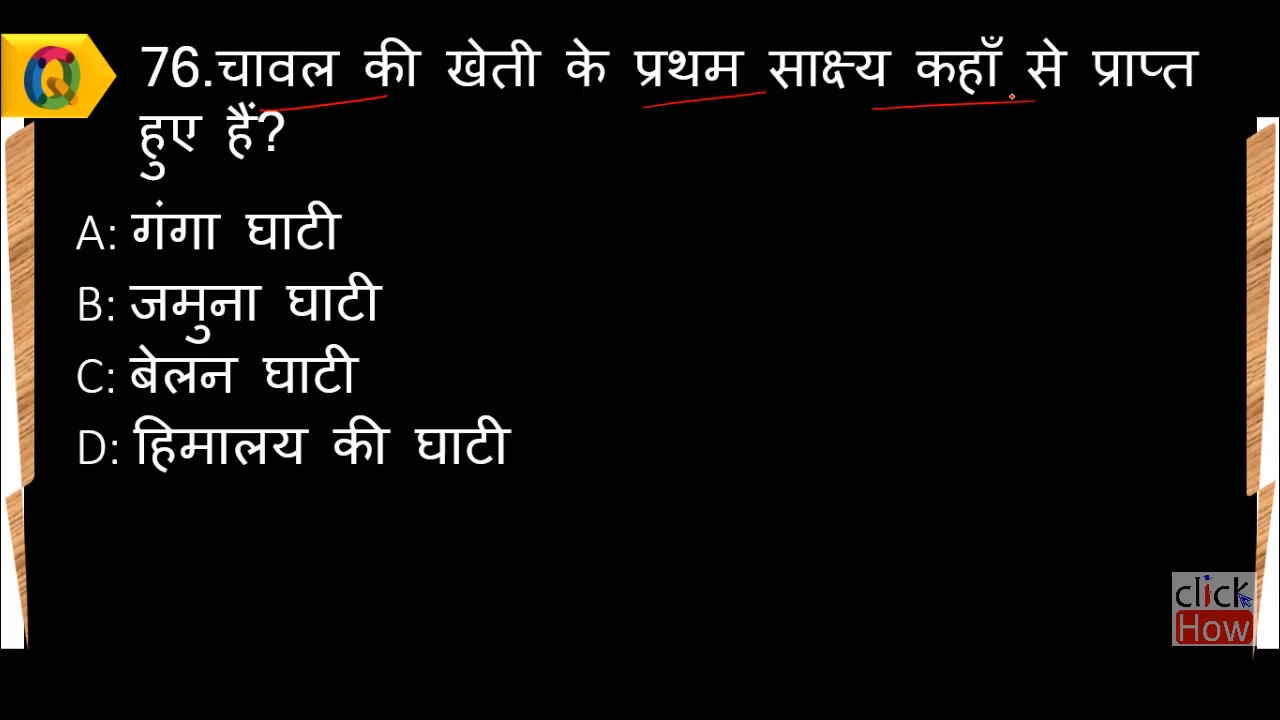 76.चावल की खेती के प्रथम साक्ष्य कहाँ से प्राप्त
हुए हैं?
A: गंगा घाटी
B: जमुना घाटी
C: बेलन घाटी
D: हिमालय की घाटी
click
How